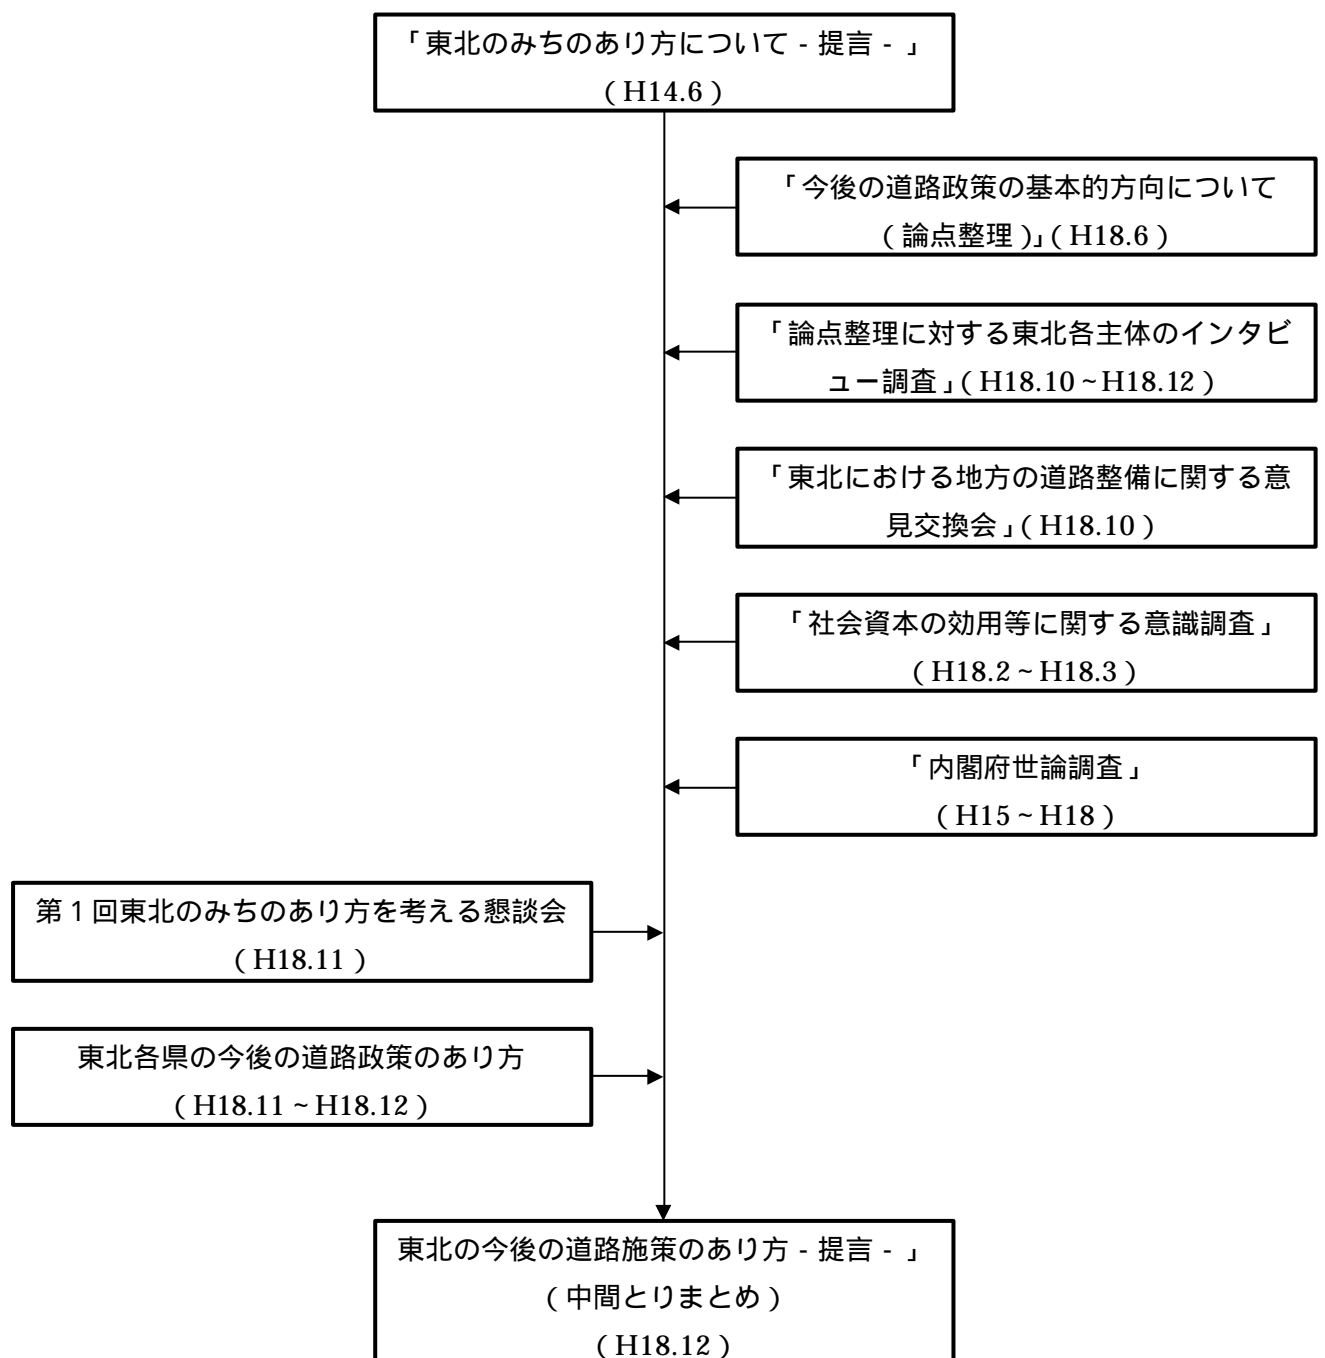 「東北のみちのあり方について - 提言 - 」
（H14.6）
「今後の道路政策の基本的方向について
（論点整理）」（H18.6）
「論点整理に対する東北各主体のインタビ
ュー調査」（H18.10～H18.12）
「東北における地方の道路整備に関する意
見交換会」（H18.10）
「社会資本の効用等に関する意識調査」
（H18.2～H18.3）
「内閣府世論調査」
（H15～H18）
第1回東北のみちのあり方を考える懇談会
（H18.11）
東北各県の今後の道路政策のあり方
（H18.11～H18.12）
東北の今後の道路施策のあり方 - 提言 - 」
（中間とりまとめ）
（H18.12）